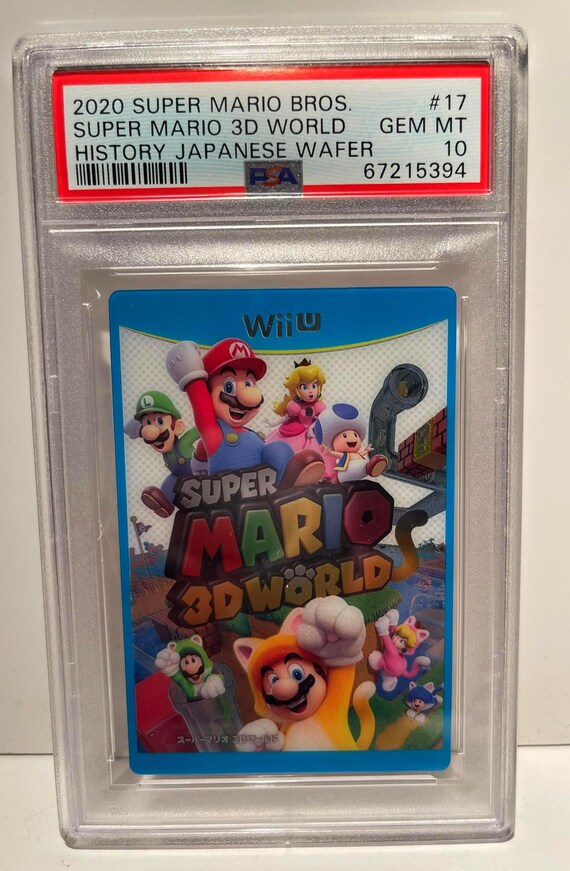 2020 SUPER MARIO BROS. #17
SUPER MARIO 3D WORLD GEM MT
HISTORY JAPANESE WAFER 10
PSA 67215394
Wii U
M
L
SUPER
MARIO
3D WORLD
スーパーマリオ 3Dワールド